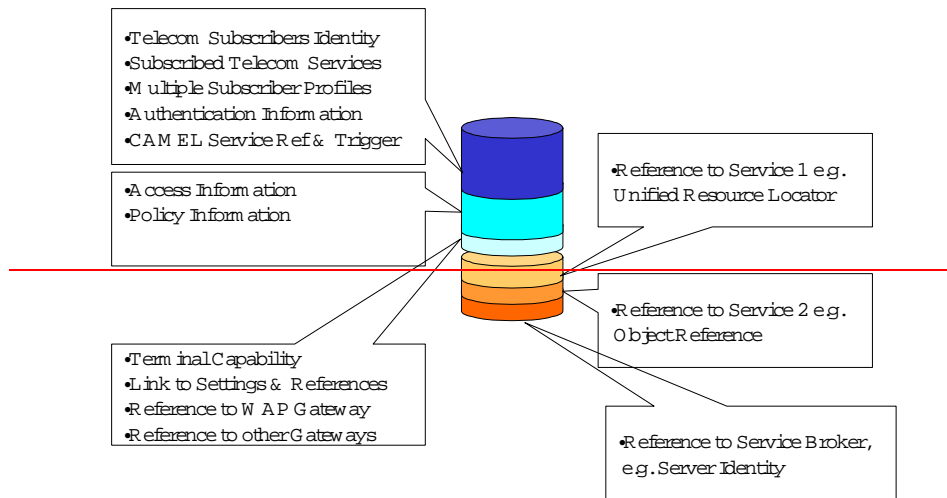 •Telecom Subscribers Identity
•Subscribed Telecom Services
•Multiple Subscriber Profiles
•Authentication Information
•CAMEL Service Ref & Trigger
•Access Information
•Policy Information
•Reference to Service 1 e.g.
Unified Resource Locator
•Reference to Service 2 e.g.
Object Reference
•Terminal Capability
•Link to Settings & References
•Reference to WAP Gateway
•Reference to other Gateways
•Reference to Service Broker,
e.g. Server Identity